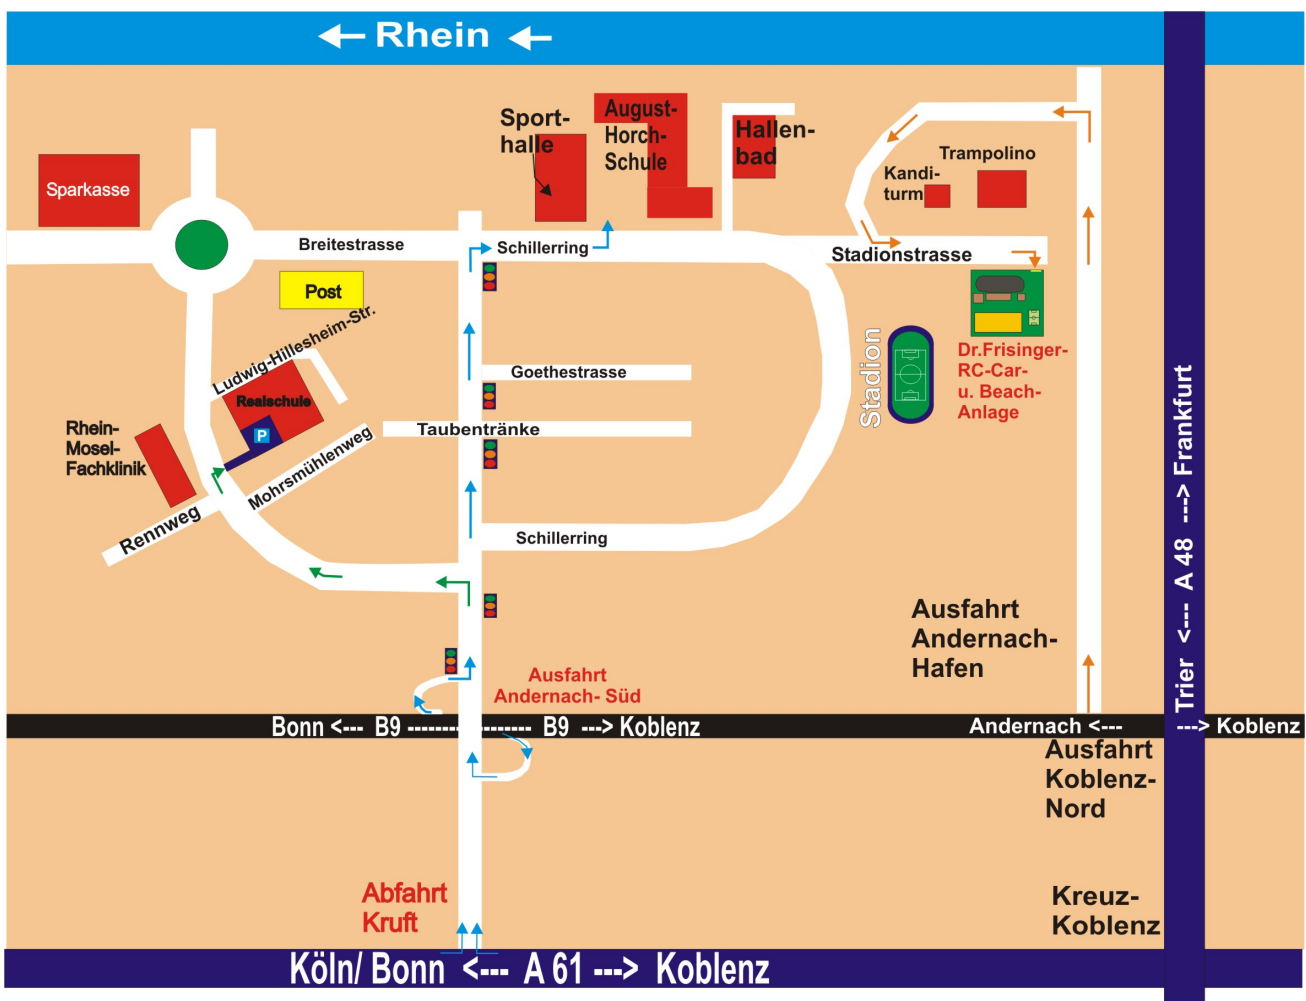 Rhein
Sport-
halle
August-
Horch-
Schule
Hallen-
bad
Trampolino
Kandi-
turm
Sparkasse
Breitestrasse
Schillerring
Stadionstrasse
Post
Ludwig-Hillesheim-Str.
Realschule
P
Goethestrasse
Stadion
Dr.Frisinger-
RC-Car-
u. Beach-
Anlage
Rhein-
Mosel-
Fachklinik
Taubentränke
Mohrsmühlenweg
Rennweg
Schillerring
Trier <--- A 48 ---> Frankfurt
Ausfahrt
Andernach-
Hafen
Ausfahrt
Andernach- Süd
Bonn <--- B9 --------------- B9 ---> Koblenz
Andernach <--- ---> Koblenz
Ausfahrt
Koblenz-
Nord
Abfahrt
Kruft
Kreuz-
Koblenz
Köln/ Bonn <--- A 61 ---> Koblenz